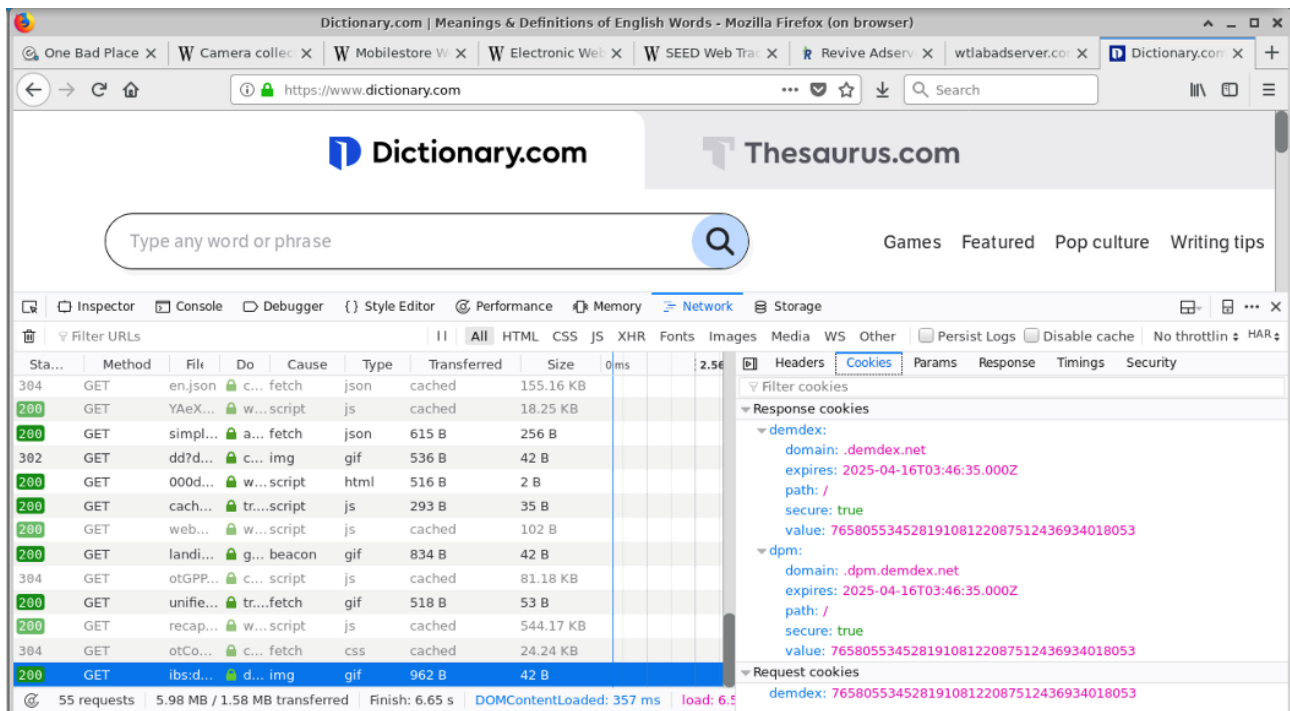 Dictionary.com | Meanings & Definitions of English Words - Mozilla Firefox (on browser)
One Bad Place W Camera collec W Mobilestore W W Electronic Web W SEED Web Trac Revive Adserv wtlabadserver.cor Dictionary.com
https://www.dictionary.com ... Search
Dictionary.com Thesaurus.com
Type any word or phrase Games Featured Pop culture Writing tips
Inspector Console Debugger {} Style Editor Performance Memory Network Storage
Filter URLs All HTML CSS JS XHR Fonts Images Media WS Other Persist Logs Disable cache No throttlin HAR
Sta... Method File Do Cause Type Transferred Size 0 ms 2.56 Headers Cookies Params Response Timings Security
304 GET en.json c... fetch json cached 155.16 KB Filter cookies
200 GET YAeX... w... script js cached 18.25 KB Response cookies
200 GET simpl... a... fetch json 615 B 256 B demdex:
302 GET dd?d... c... img gif 536 B 42 B domain: .demdex.net
expires: 2025-04-16T03:46:35.000Z
200 GET 000d... w... script html 516 B 2 B path: /
200 GET cach... tr....script js 293 B 35 B secure: true
200 GET web... w... script js cached 102 B value: 76580553452819108122087512436934018053
200 GET landi... g... beacon gif 834 B 42 B dpm:
304 GET otGPP... c... script js cached 81.18 KB domain: .dpm.demdex.net
expires: 2025-04-16T03:46:35.000Z
200 GET unifie... tr....fetch gif 518 B 53 B path: /
200 GET recap... w... script js cached 544.17 KB secure: true
304 GET otCo... c... fetch css cached 24.24 KB value: 76580553452819108122087512436934018053
200 GET ibs:d... d... img gif 962 B 42 B Request cookies
55 requests 5.98 MB / 1.58 MB transferred Finish: 6.65 s DOMContentLoaded: 357 ms load: 6.5 demdex: 76580553452819108122087512436934018053